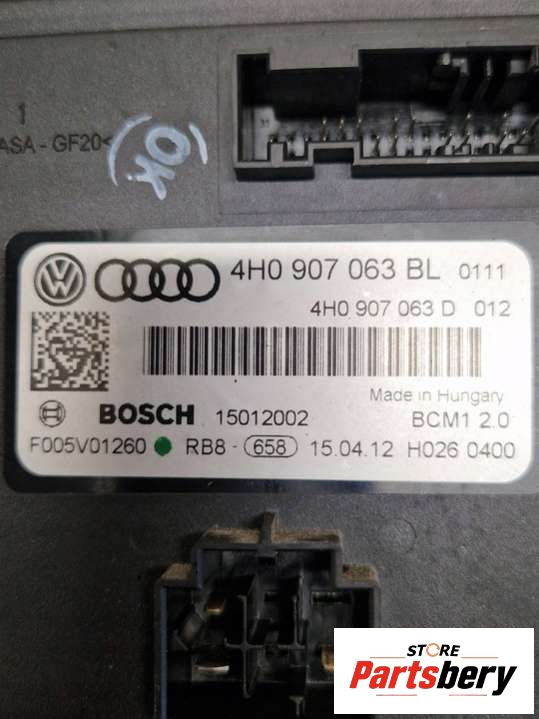 1
ASA - GF20<
(OK)
4H0 907 063 BL 0111
4H0 907 063 D 012
Made in Hungary
BOSCH 15012002 BCM1 2.0
F005V01260 RB8 - 658 15.04.12 H026 0400
STORE
Partsbery